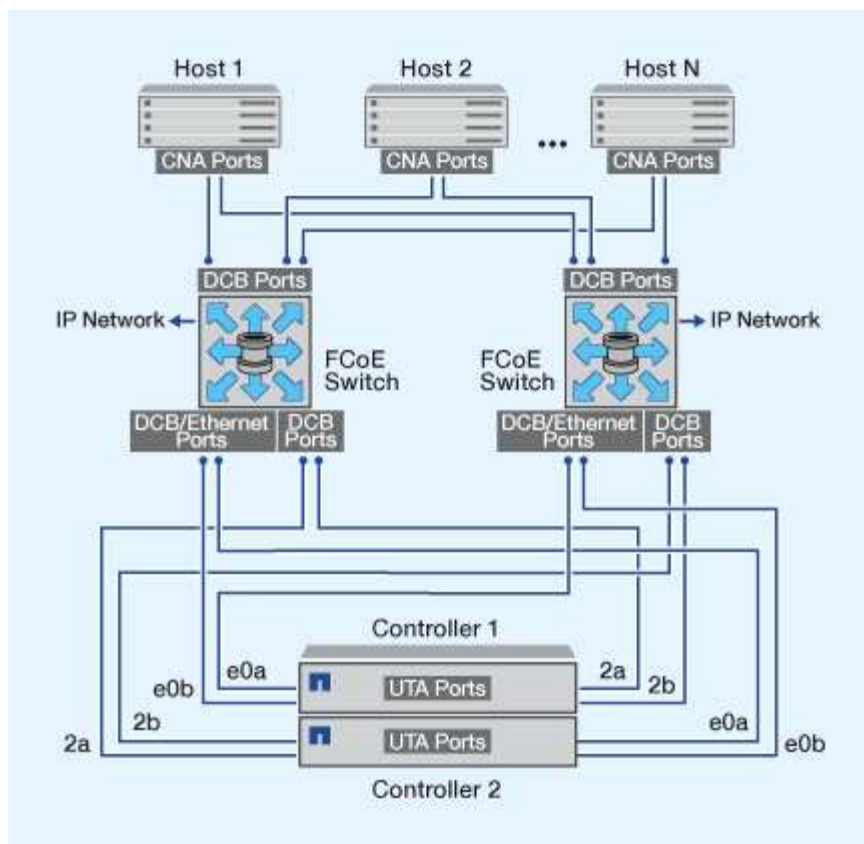 Host 1
Host 2
Host N
...
CNA Ports
CNA Ports
CNA Ports
DCB Ports
DCB Ports
IP Network
IP Network
FCoE
Switch
FCoE
Switch
DCB/Ethernet
Ports
DCB
Ports
DCB/Ethernet
Ports
DCB
Ports
Controller 1
e0a
2a
e0b
UTA Ports
2b
2b
e0a
2a
UTA Ports
e0b
Controller 2